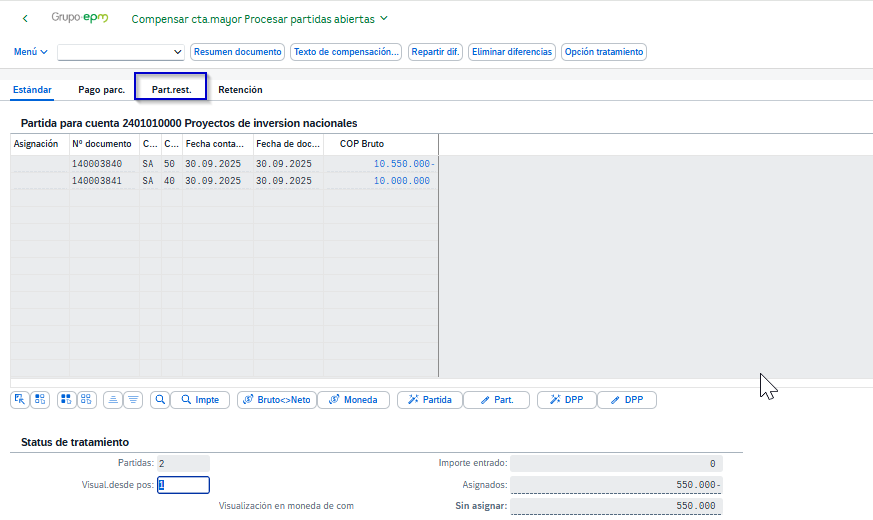 Grupo·epm Compensar cta.mayor Procesar partidas abiertas
Menú Resumen documento Texto de compensación... Repartir dif. Eliminar diferencias Opción tratamiento
Estándar Pago parc. Part.rest. Retención
Partida para cuenta 2401010000 Proyectos de inversion nacionales
Asignación Nº documento C... C... Fecha conta... Fecha de doc... COP Bruto
140003840 SA 50 30.09.2025 30.09.2025 10.550.000-
140003841 SA 40 30.09.2025 30.09.2025 10.000.000
Impte Bruto<>Neto Moneda Partida Part. DPP DPP
Status de tratamiento
Partidas: 2 Importe entrado: 0
Visual.desde pos: 1 Asignados: 550.000-
Visualización en moneda de com Sin asignar: 550.000